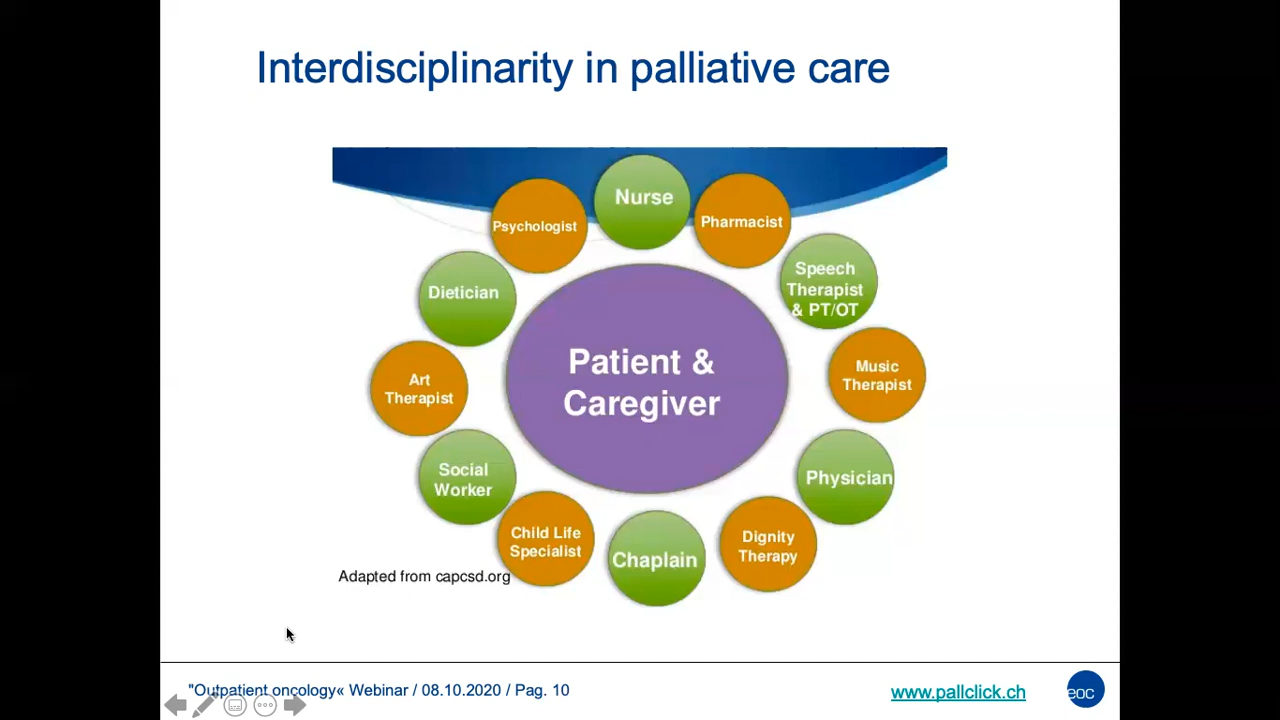 Interdisciplinarity in palliative care
Nurse
Psychologist
Pharmacist
Speech
Therapist
& PT/OT
Dietician
Patient &
Caregiver
Music
Therapist
Art
Therapist
Social
Worker
Physician
Child Life
Specialist
Chaplain
Dignity
Therapy
Adapted from capcsd.org
"Outpatient oncology« Webinar / 08.10.2020 / Pag. 10
www.pallclick.ch
eoc